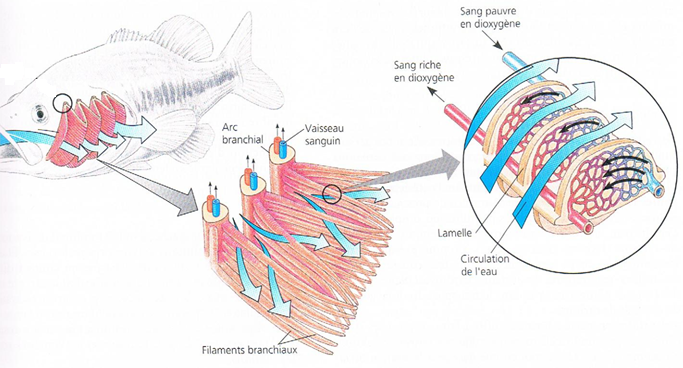 Sang pauvre
en dioxygène
Sang riche
en dioxygène
Arc
branchial
Vaisseau
sanguin
Lamelle
Circulation
de l'eau
Filaments branchiaux